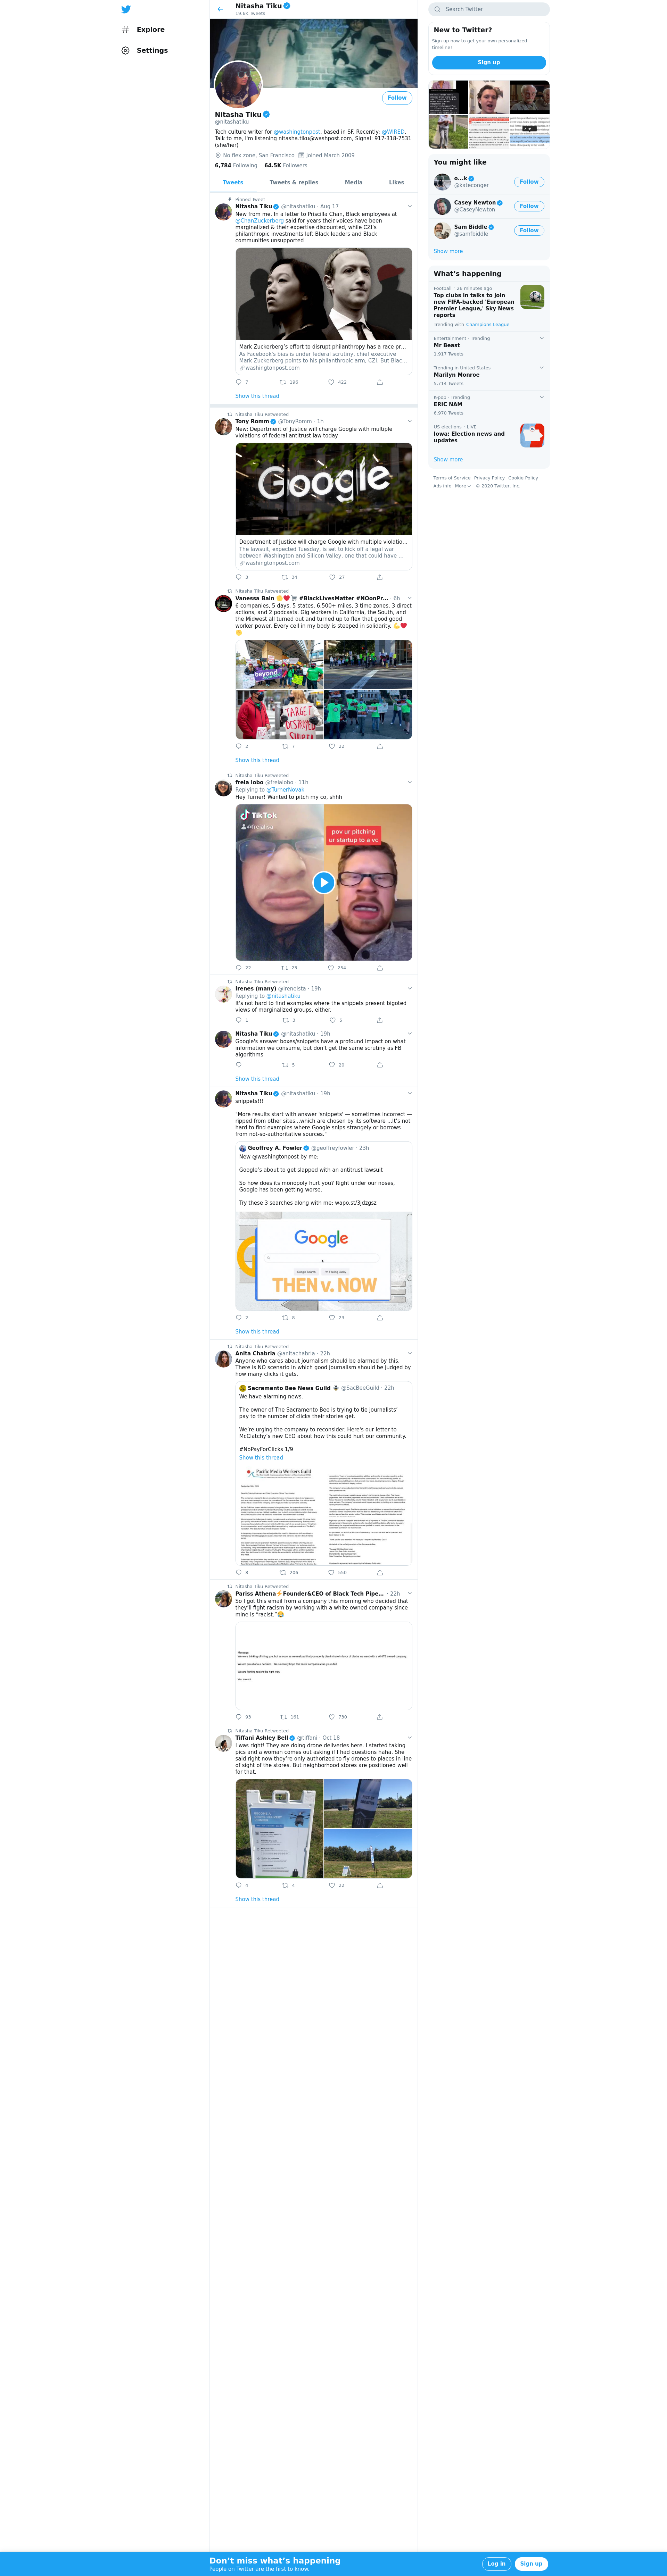 Explore
Settings
Nitasha Tiku
19.6K Tweets
Follow
Nitasha Tiku
@nitashatiku
Tech culture writer for @washingtonpost, based in SF. Recently: @WIRED.
Talk to me, I'm listening nitasha.tiku@washpost.com, Signal: 917-318-7531
(she/her)
No flex zone, San Francisco Joined March 2009
6,784 Following 64.5K Followers
Tweets Tweets & replies Media Likes
Pinned Tweet
Nitasha Tiku @nitashatiku · Aug 17
New from me. In a letter to Priscilla Chan, Black employees at
@ChanZuckerberg said for years their voices have been
marginalized & their expertise discounted, while CZI's
philanthropic investments left Black leaders and Black
communities unsupported
Mark Zuckerberg's effort to disrupt philanthropy has a race pr...
As Facebook's bias is under federal scrutiny, chief executive
Mark Zuckerberg points to his philanthropic arm, CZI. But Blac...
washingtonpost.com
7 196 422
Show this thread
Nitasha Tiku Retweeted
Tony Romm @TonyRomm · 1h
New: Department of Justice will charge Google with multiple
violations of federal antitrust law today
Google
Department of Justice will charge Google with multiple violatio...
The lawsuit, expected Tuesday, is set to kick off a legal war
between Washington and Silicon Valley, one that could have ...
washingtonpost.com
3 34 27
Nitasha Tiku Retweeted
Vanessa Bain #BlackLivesMatter #NOonPr... · 6h
6 companies, 5 days, 5 states, 6,500+ miles, 3 time zones, 3 direct
actions, and 2 podcasts. Gig workers in California, the South, and
the Midwest all turned out and turned up to flex that good good
worker power. Every cell in my body is steeped in solidarity.
beyond
TARGET
DESTROYED
SHIPT
2 7 22
Show this thread
Nitasha Tiku Retweeted
freia lobo @freialobo · 11h
Replying to @TurnerNovak
Hey Turner! Wanted to pitch my co, shhh
TikTok
@freialobo
pov ur pitching
ur startup to a vc
22 23 254
Nitasha Tiku Retweeted
Irenes (many) @ireneista · 19h
Replying to @nitashatiku
It's not hard to find examples where the snippets present bigoted
views of marginalized groups, either.
1 2 5
Nitasha Tiku @nitashatiku · 19h
Google's answer boxes/snippets have a profound impact on what
information we consume, but don't get the same scrutiny as FB
algorithms
5 20
Show this thread
Nitasha Tiku @nitashatiku · 19h
snippets!!!
"More results start with answer 'snippets' — sometimes incorrect —
ripped from other sites...which are chosen by its software ...It's not
hard to find examples where Google snips strangely or borrows
from not-so-authoritative sources."
Geoffrey A. Fowler @geoffreyfowler · 23h
New @washingtonpost by me:
Google's about to get slapped with an antitrust lawsuit
So how does its monopoly hurt you? Right under our noses,
Google has been getting worse.
Try these 3 searches along with me: wapo.st/3jdzgsz
Google
Google Search I'm Feeling Lucky
THEN v. NOW
2 8 23
Show this thread
Nitasha Tiku Retweeted
Anita Chabria @anitachabria · 22h
Anyone who cares about journalism should be alarmed by this.
There is NO scenario in which good journalism should be judged by
how many clicks it gets.
Sacramento Bee News Guild @SacBeeGuild · 22h
We have alarming news.
The owner of The Sacramento Bee is trying to tie journalists'
pay to the number of clicks their stories get.
We're urging the company to reconsider. Here's our letter to
McClatchy's new CEO about how this could hurt our community.
#NoPayForClicks 1/9
Show this thread
Pacific Media Workers Guild
8 206 550
Nitasha Tiku Retweeted
Pariss Athena Founder&CEO of Black Tech Pipe... · 22h
So I got this email from a company this morning who decided that
they'll fight racism by working with a white owned company since
mine is "racist."
93 161 730
Nitasha Tiku Retweeted
Tiffani Ashley Bell @tiffani · Oct 18
I was right! They are doing drone deliveries here. I started taking
pics and a woman comes out asking if I had questions haha. She
said right now they're only authorized to fly drones to places in line
of sight of the stores. But neighborhood stores are positioned well
for that.
4 4 22
Show this thread
Search Twitter
New to Twitter?
Sign up now to get your own personalized
timeline!
Sign up
You might like
o...k
@kateconger
Follow
Casey Newton
@CaseyNewton
Follow
Sam Biddle
@samfbiddle
Follow
Show more
What's happening
Football · 26 minutes ago
Top clubs in talks to join
new FIFA-backed 'European
Premier League,' Sky News
reports
Trending with Champions League
Entertainment · Trending
Mr Beast
1,917 Tweets
Trending in United States
Marilyn Monroe
5,714 Tweets
K-pop · Trending
ERIC NAM
6,976 Tweets
US elections · LIVE
Iowa: Election news and
updates
Show more
Terms of Service Privacy Policy Cookie Policy
Ads info More © 2020 Twitter, Inc.
Don't miss what's happening
People on Twitter are the first to know.
Log in Sign up